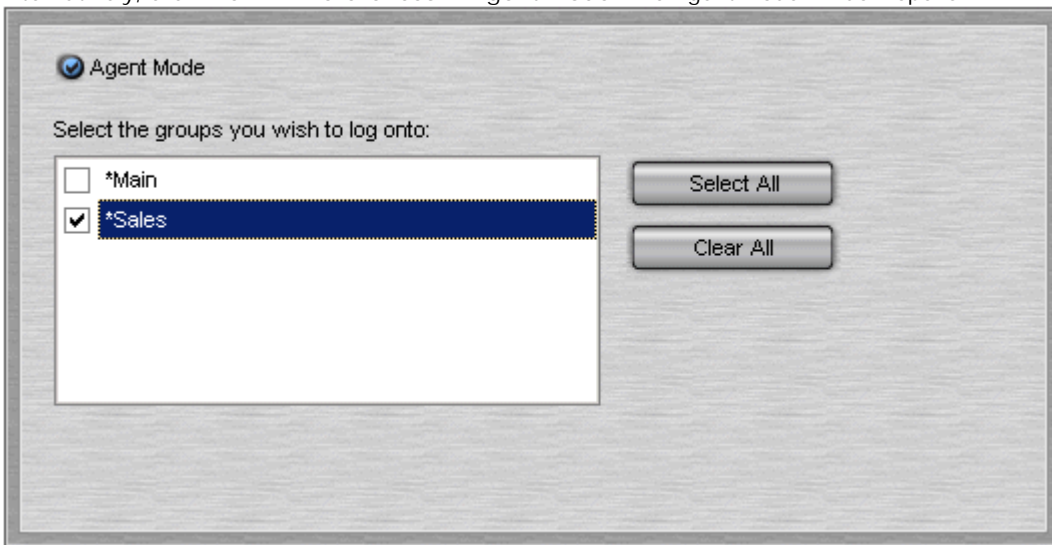 Agent Mode
Select the groups you wish to log onto:
*Main
*Sales
Select All
Clear All